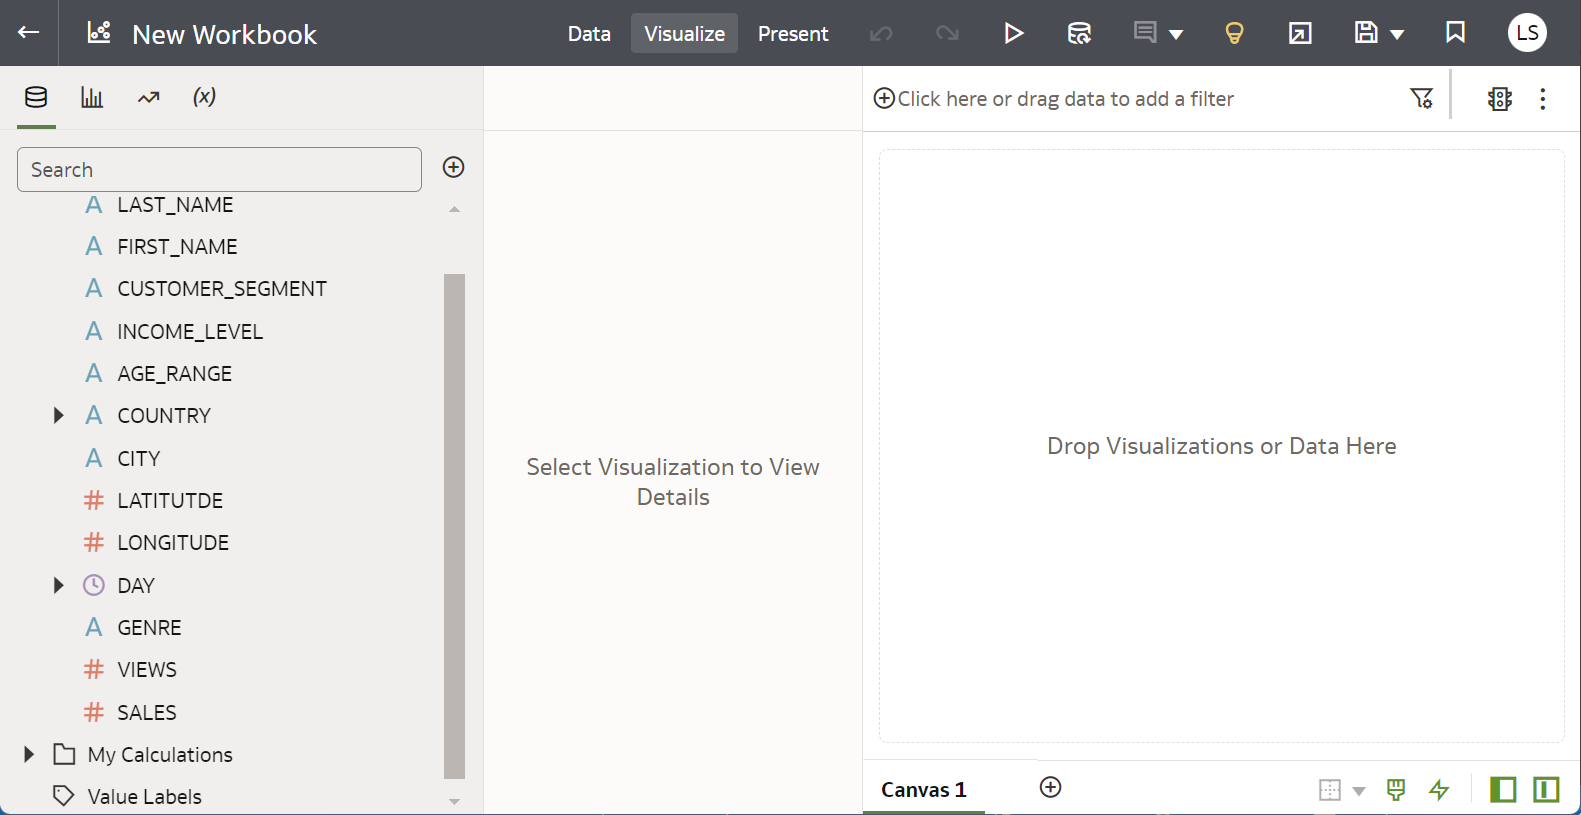 New Workbook
Data
Visualize
Present
LS
(x)
Click here or drag data to add a filter
Search
LAST_NAME
FIRST_NAME
CUSTOMER_SEGMENT
INCOME_LEVEL
AGE_RANGE
COUNTRY
CITY
LATITUTDE
LONGITUDE
DAY
GENRE
VIEWS
SALES
My Calculations
Value Labels
Select Visualization to View
Details
Drop Visualizations or Data Here
Canvas 1